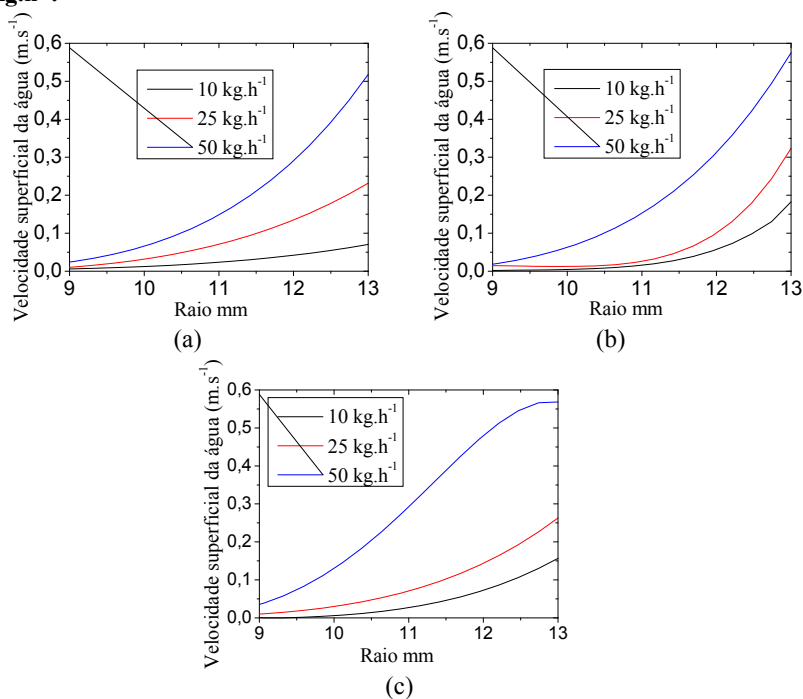 Velocidade superficial da água (m.s⁻¹)
0,6
0,5
0,4
0,3
0,2
0,1
0,0
10 kg.h⁻¹
25 kg.h⁻¹
50 kg.h⁻¹
9 10 11 12 13
Raio mm
(a)
Velocidade superficial da água (m.s⁻¹)
0,6
0,5
0,4
0,3
0,2
0,1
0,0
10 kg.h⁻¹
25 kg.h⁻¹
50 kg.h⁻¹
9 10 11 12 13
Raio mm
(b)
Velocidade superficial da água (m.s⁻¹)
0,6
0,5
0,4
0,3
0,2
0,1
0,0
10 kg.h⁻¹
25 kg.h⁻¹
50 kg.h⁻¹
9 10 11 12 13
Raio mm
(c)